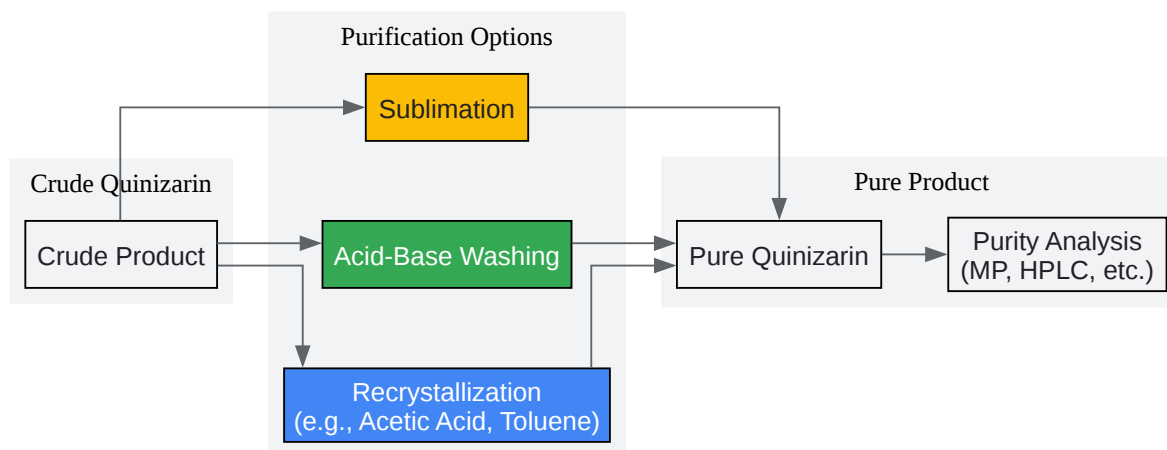 Purification Options
Sublimation
Crude Quinizarin
Crude Product
Acid-Base Washing
Recrystallization
(e.g., Acetic Acid, Toluene)
Pure Product
Pure Quinizarin
Purity Analysis
(MP, HPLC, etc.)